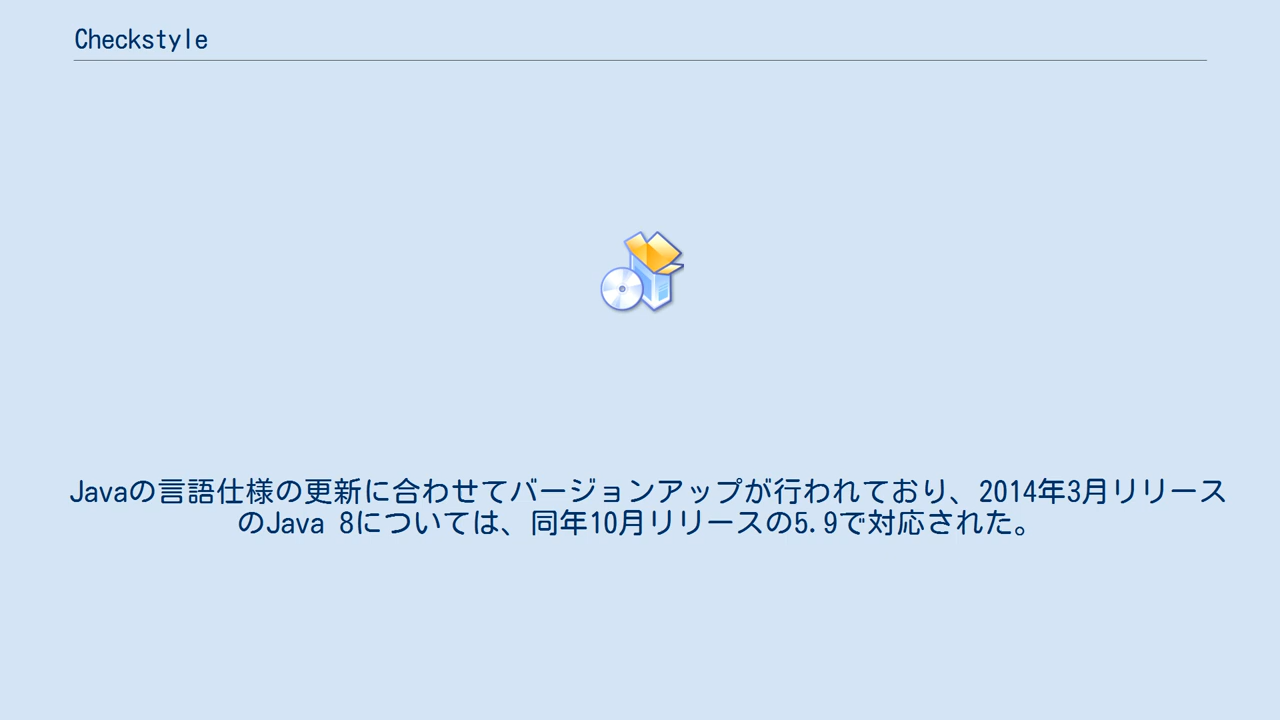 Checkstyle
Javaの言語仕様の更新に合わせてバージョンアップが行われており、2014年3月リリース
のJava 8については、同年10月リリースの5.9で対応された。